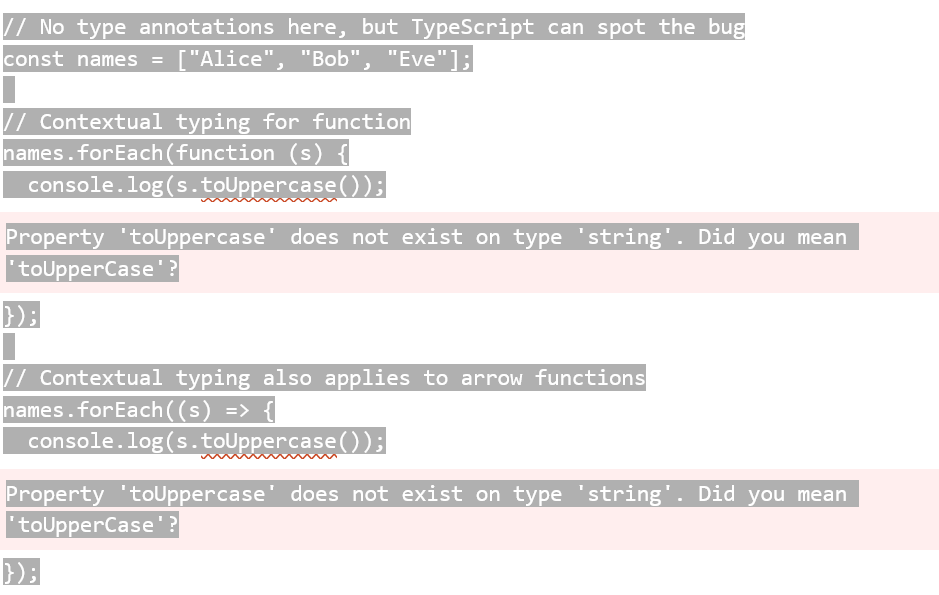 // No type annotations here, but TypeScript can spot the bug
const names = ["Alice", "Bob", "Eve"];
// Contextual typing for function
names.forEach(function (s) {
  console.log(s.toUppercase());
Property 'toUppercase' does not exist on type 'string'. Did you mean
'toUpperCase'?
});
// Contextual typing also applies to arrow functions
names.forEach((s) => {
  console.log(s.toUppercase());
Property 'toUppercase' does not exist on type 'string'. Did you mean
'toUpperCase'?
});